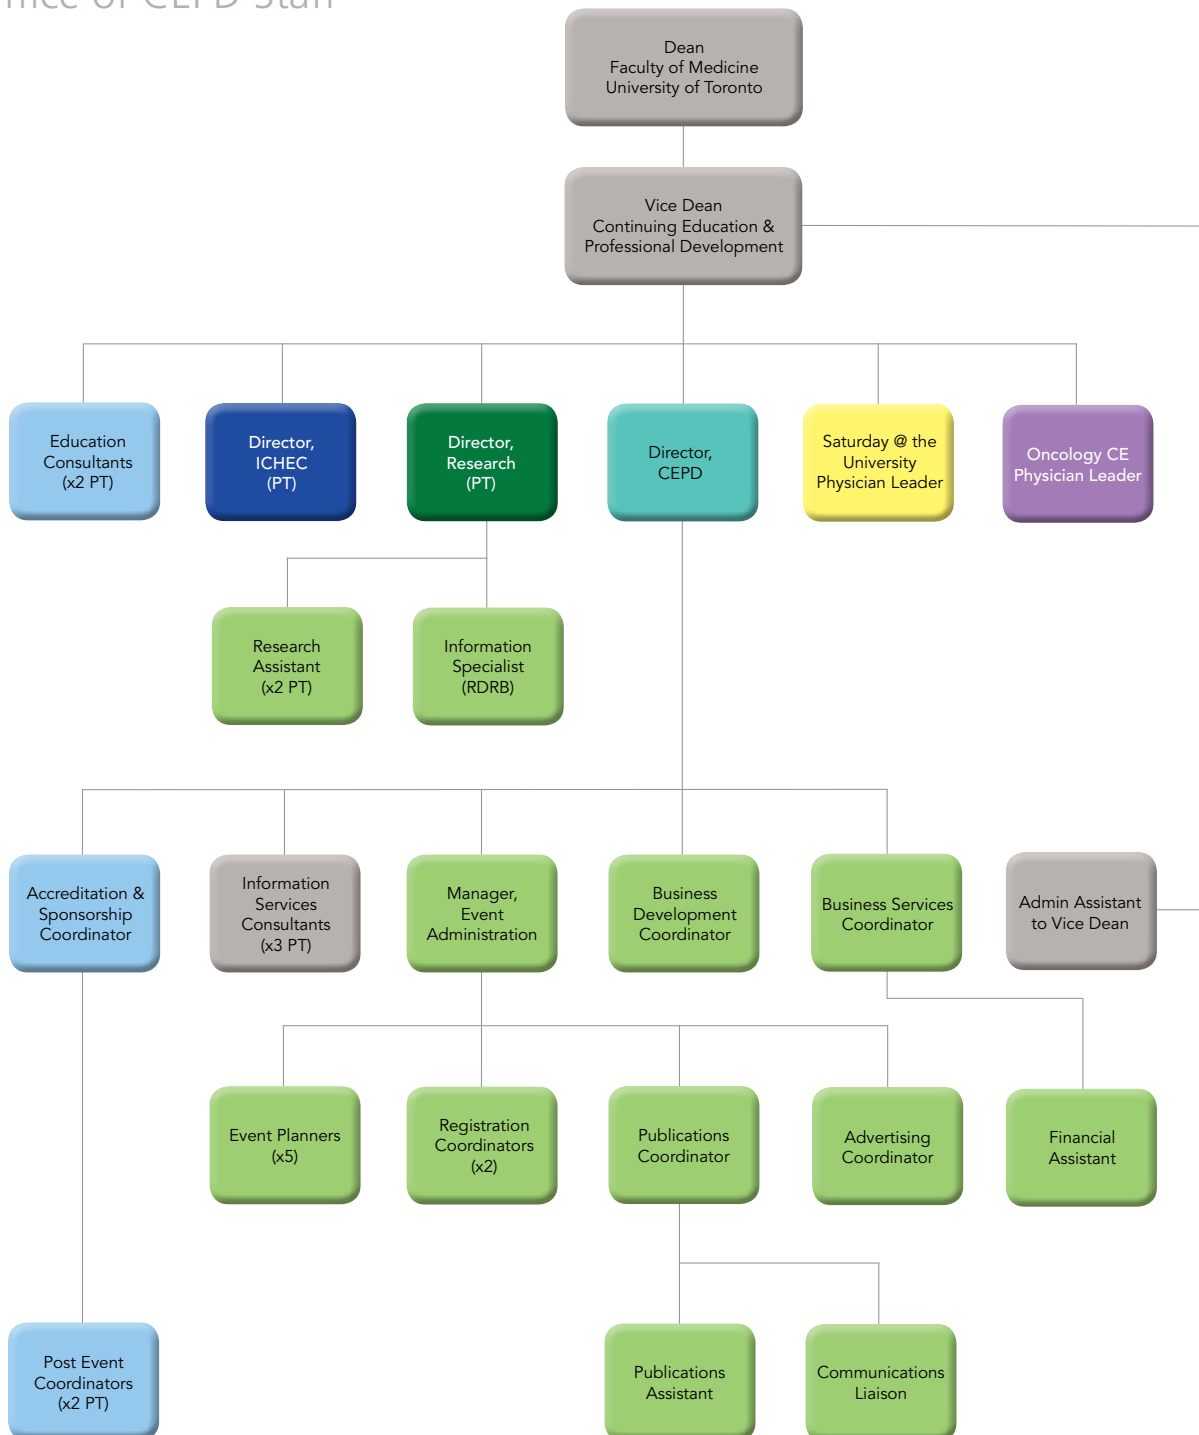 Office of CEPD Staff
Dean
Faculty of Medicine
University of Toronto
Vice Dean
Continuing Education &
Professional Development
Education
Consultants
(x2 PT)
Director,
ICHEC
(PT)
Director,
Research
(PT)
Director,
CEPD
Saturday @ the
University
Physician Leader
Oncology CE
Physician Leader
Research
Assistant
(x2 PT)
Information
Specialist
(RDRB)
Accreditation &
Sponsorship
Coordinator
Information
Services
Consultants
(x3 PT)
Manager,
Event
Administration
Business
Development
Coordinator
Business Services
Coordinator
Admin Assistant
to Vice Dean
Event Planners
(x5)
Registration
Coordinators
(x2)
Publications
Coordinator
Advertising
Coordinator
Financial
Assistant
Post Event
Coordinators
(x2 PT)
Publications
Assistant
Communications
Liaison